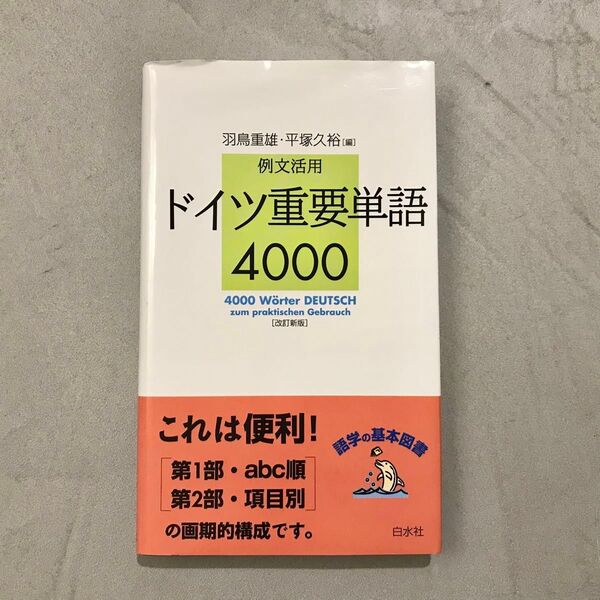 羽鳥重雄・平塚久裕[編]
例文活用
ドイツ重要単語
4000
4000 Wörter DEUTSCH
zum praktischen Gebrauch
[改訂新版]
これは便利!
第1部・abc順
第2部・項目別
の画期的構成です。
語学の基本図書
白水社